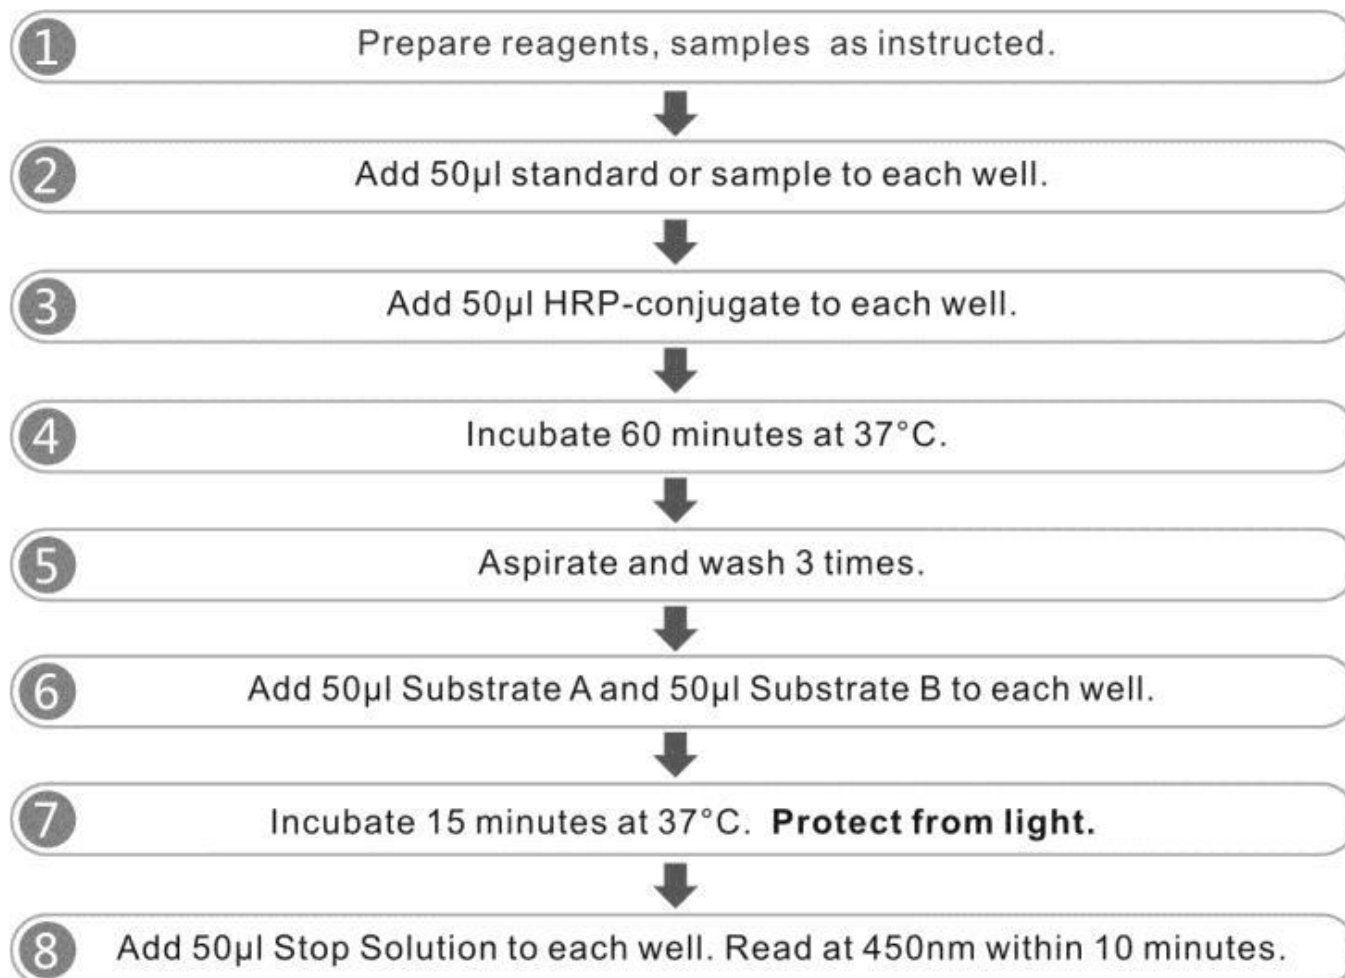 1 Prepare reagents, samples as instructed.
2 Add 50µl standard or sample to each well.
3 Add 50µl HRP-conjugate to each well.
4 Incubate 60 minutes at 37°C.
5 Aspirate and wash 3 times.
6 Add 50µl Substrate A and 50µl Substrate B to each well.
7 Incubate 15 minutes at 37°C. Protect from light.
8 Add 50µl Stop Solution to each well. Read at 450nm within 10 minutes.